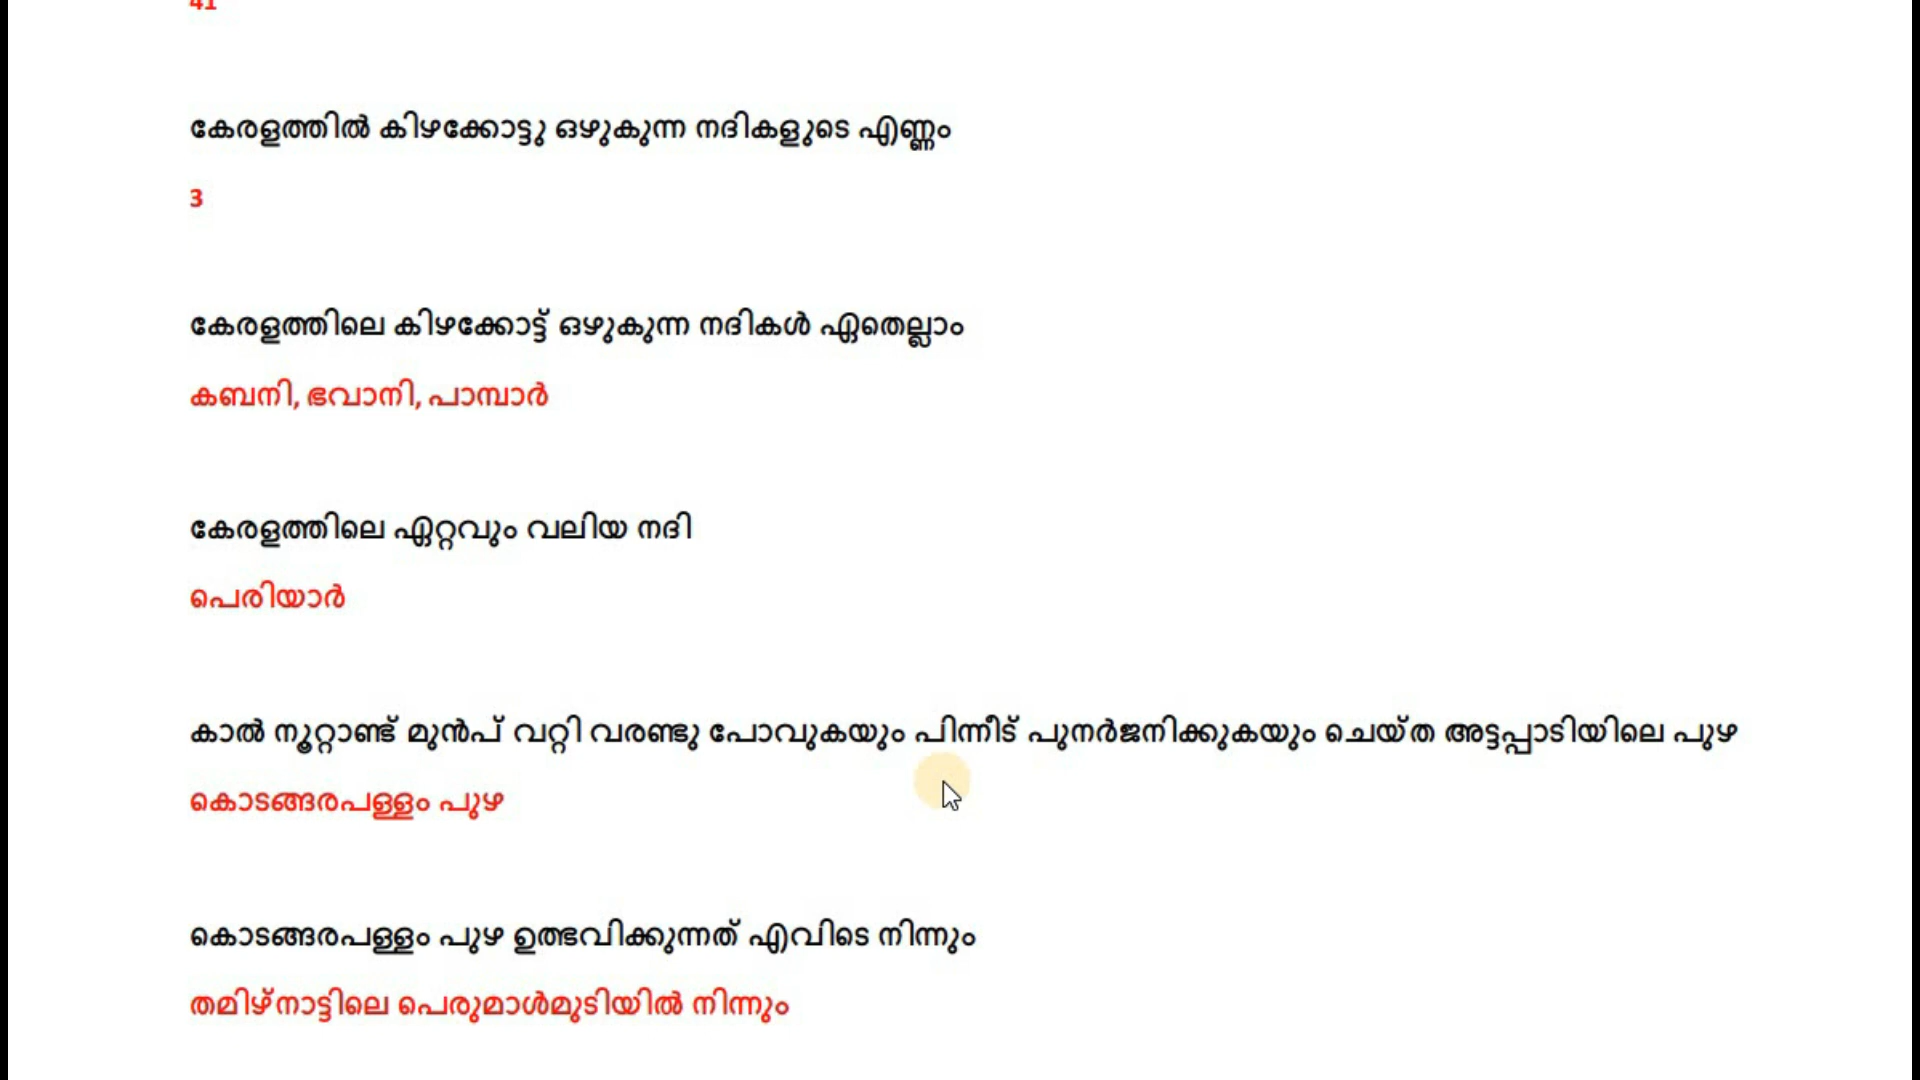 41
കേരളത്തിൽ കിഴക്കോട്ടു ഒഴുകുന്ന നദികളുടെ എണ്ണം
3
കേരളത്തിലെ കിഴക്കോട്ട് ഒഴുകുന്ന നദികൾ ഏതെല്ലാം
കബനി, ഭവാനി, പാമ്പാർ
കേരളത്തിലെ ഏറ്റവും വലിയ നദി
പെരിയാർ
കാൽ നൂറ്റാണ്ട് മുൻപ് വറ്റി വരണ്ടു പോവുകയും പിന്നീട് പുനർജനിക്കുകയും ചെയ്ത അട്ടപ്പാടിയിലെ പുഴ
കൊടങ്ങരപള്ളം പുഴ
കൊടങ്ങരപള്ളം പുഴ ഉത്ഭവിക്കുന്നത് എവിടെ നിന്നും
തമിഴ്നാട്ടിലെ പെരുമാൾമുടിയിൽ നിന്നും